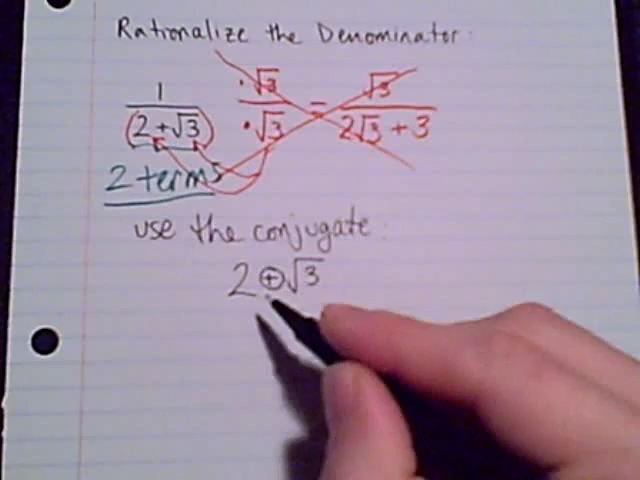 Rationalize the Denominator:
1 / (2 + √3) · √3 / · √3 = √3 / 2√3 + 3
2 terms
use the conjugate:
2 ⊕ √3